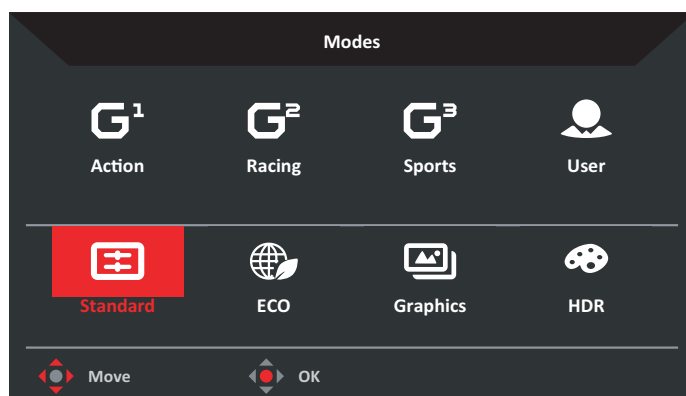 Modes
G1 G2 G3
Action Racing Sports User
Standard ECO Graphics HDR
Move OK